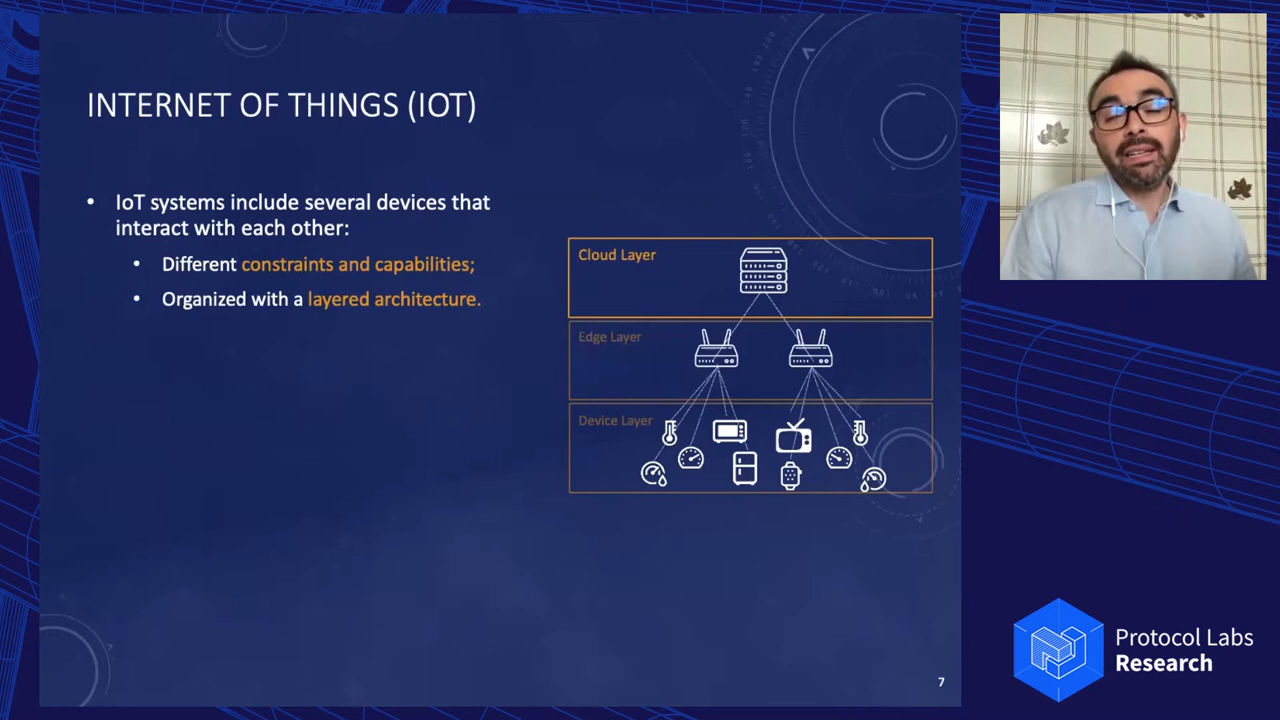 INTERNET OF THINGS (IOT)
• IoT systems include several devices that
interact with each other:
• Different constraints and capabilities;
• Organized with a layered architecture.
Cloud Layer
Edge Layer
Device Layer
7
Protocol Labs
Research